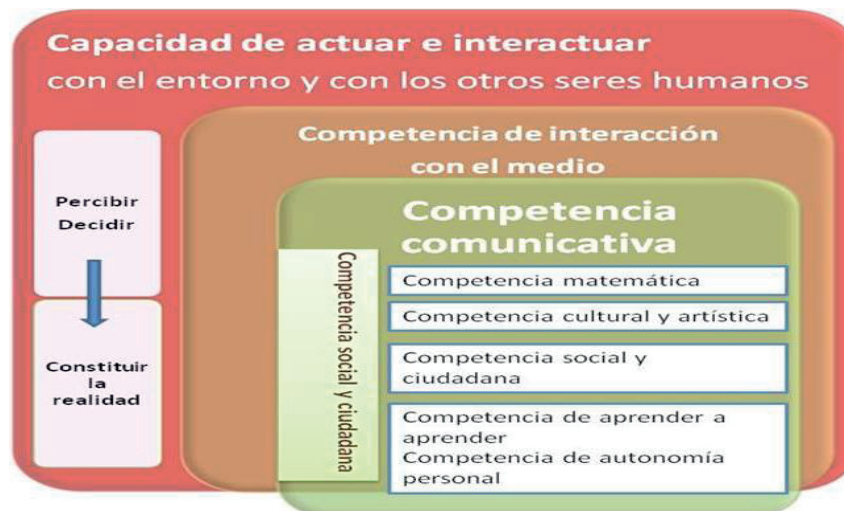 Capacidad de actuar e interactuar
con el entorno y con los otros seres humanos
Competencia de interacción
con el medio
Percibir
Decidir
Constituir
la
realidad
Competencia
comunicativa
Competencia social y ciudadana
Competencia matemática
Competencia cultural y artística
Competencia social y
ciudadana
Competencia de aprender a
aprender
Competencia de autonomía
personal